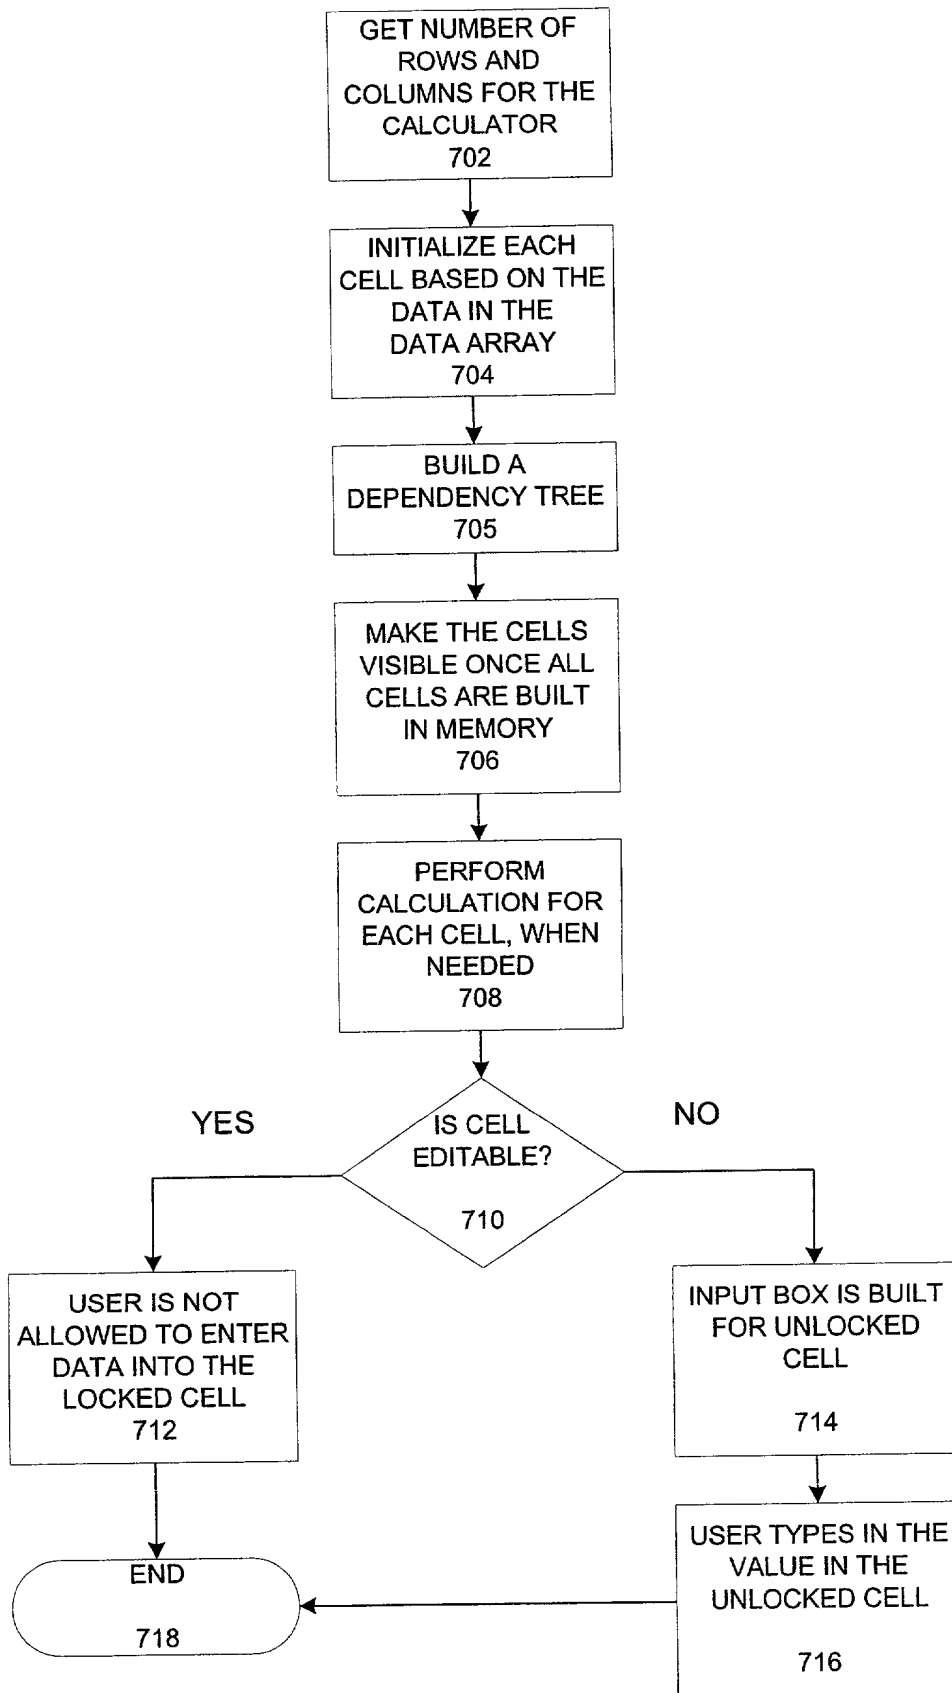 GET NUMBER OF
ROWS AND
COLUMNS FOR THE
CALCULATOR
702
INITIALIZE EACH
CELL BASED ON THE
DATA IN THE
DATA ARRAY
704
BUILD A
DEPENDENCY TREE
705
MAKE THE CELLS
VISIBLE ONCE ALL
CELLS ARE BUILT
IN MEMORY
706
PERFORM
CALCULATION FOR
EACH CELL, WHEN
NEEDED
708
IS CELL
EDITABLE?
710
YES
NO
USER IS NOT
ALLOWED TO ENTER
DATA INTO THE
LOCKED CELL
712
INPUT BOX IS BUILT
FOR UNLOCKED
CELL
714
USER TYPES IN THE
VALUE IN THE
UNLOCKED CELL
716
END
718